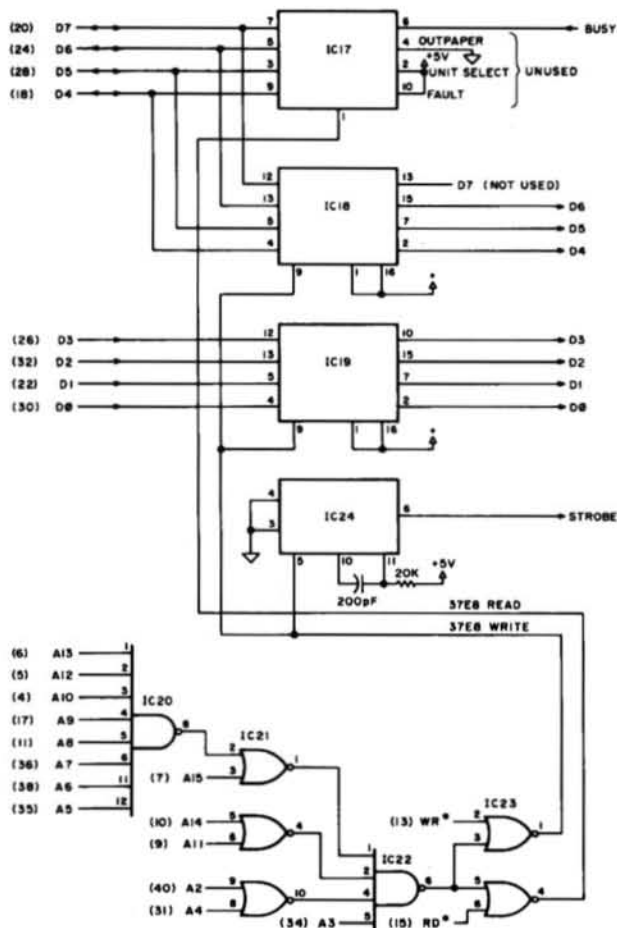 (20) D7 7 6 BUSY
(24) D6 5 IC17 4 OUTPAPER
+5V
(28) D5 3 2 UNIT SELECT UNUSED
(18) D4 9 10 FAULT
1
12 13 D7 (NOT USED)
13 IC18 15 D6
5 7 D5
4 2 D4
9 1 16 +
(26) D3 12 10 D3
(32) D2 13 IC19 15 D2
(22) D1 5 7 D1
(30) D0 4 2 D0
9 1 16 +
4 IC24 6 STROBE
3
5 10 11 20K +5V
200pF
37E8 READ
37E8 WRITE
(6) A13 1
(5) A12 2
(4) A10 3 IC20
(17) A9 4 8
(11) A8 5 IC21
(36) A7 6 2 1
(38) A6 11 (7) A15 3
(35) A5 12
IC23
(10) A14 5 4 (13) WR* 2 1
(9) A11 6 IC22 3
1
2 6
(40) A2 9 10 4 5 4
(31) A4 8 (34) A3 5 (15) RD* 6